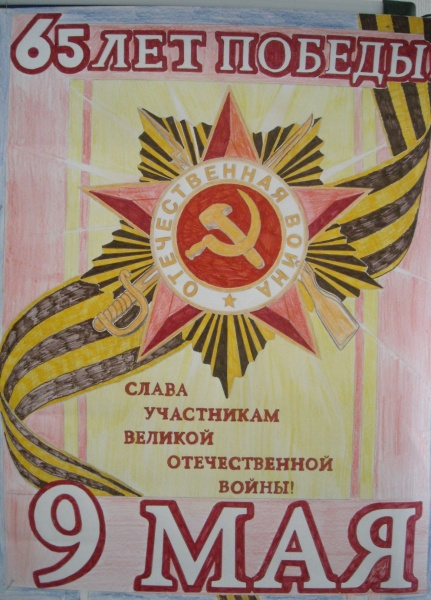 65 ЛЕТ ПОБЕДЫ
ОТЕЧЕСТВЕННАЯ ВОЙНА
СЛАВА
УЧАСТНИКАМ
ВЕЛИКОЙ
ОТЕЧЕСТВЕННОЙ
ВОЙНЫ!
9 МАЯ